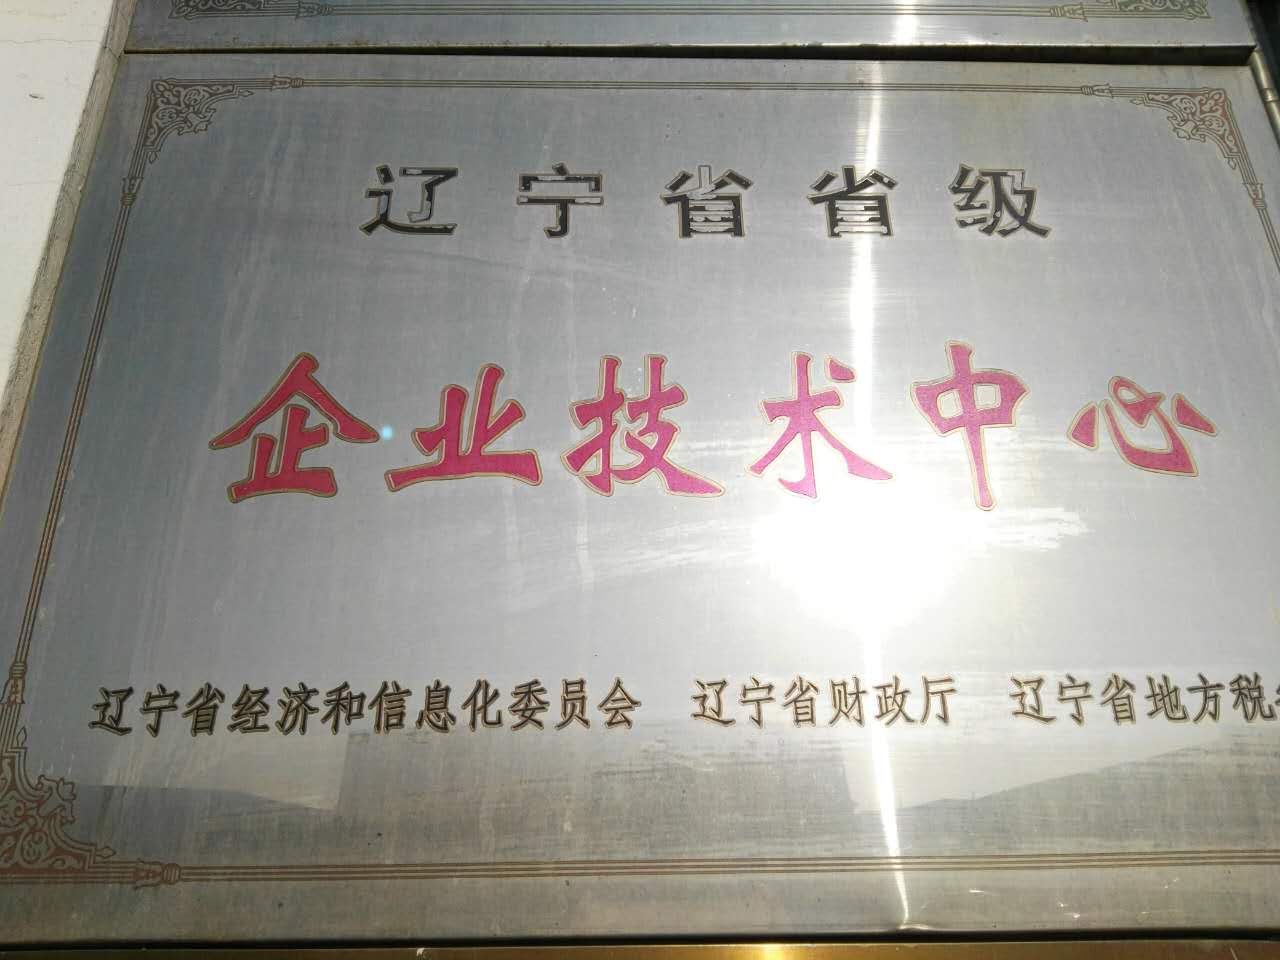 辽宁省省级
企业技术中心
辽宁省经济和信息化委员会 辽宁省财政厅 辽宁省地方税